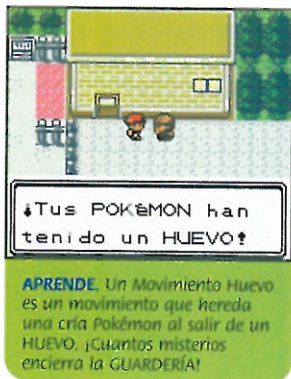 ¡Tus POKéMON han
tenido un HUEVO!
APRENDE. Un Movimiento Huevo
es un movimiento que hereda
una cría Pokémon al salir de un
HUEVO. ¡Cuántos misterios
encierra la GUARDERÍA!